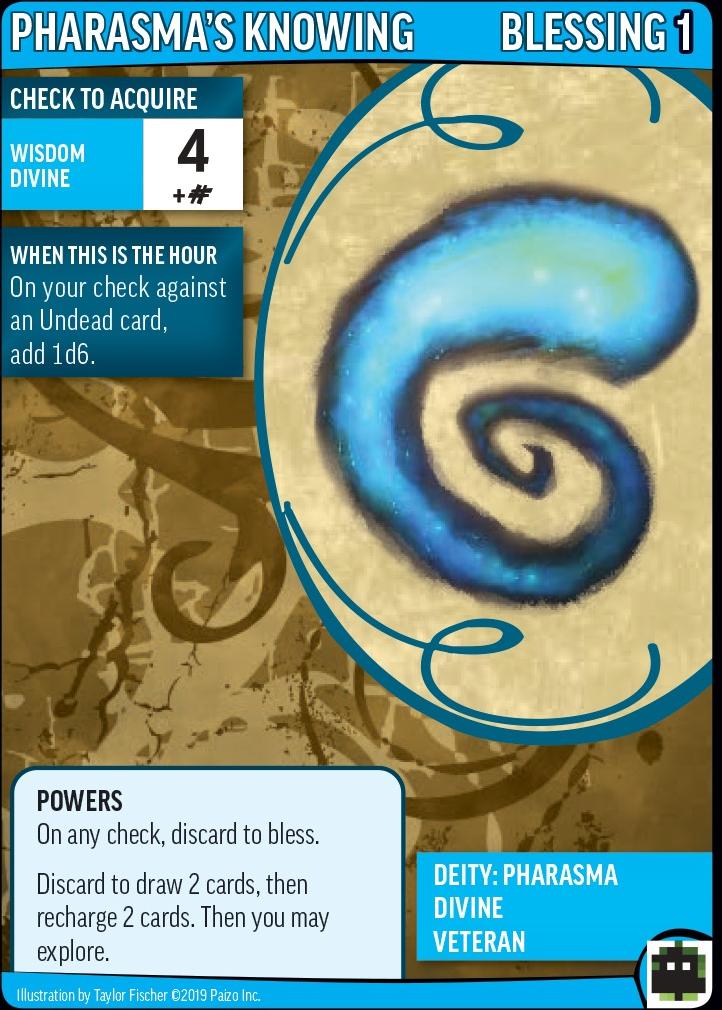 PHARASMA'S KNOWING BLESSING 1
CHECK TO ACQUIRE
WISDOM
DIVINE
4
+#
WHEN THIS IS THE HOUR
On your check against
an Undead card,
add 1d6.
POWERS
On any check, discard to bless.
Discard to draw 2 cards, then
recharge 2 cards. Then you may
explore.
DEITY: PHARASMA
DIVINE
VETERAN
Illustration by Taylor Fischer ©2019 Paizo Inc.